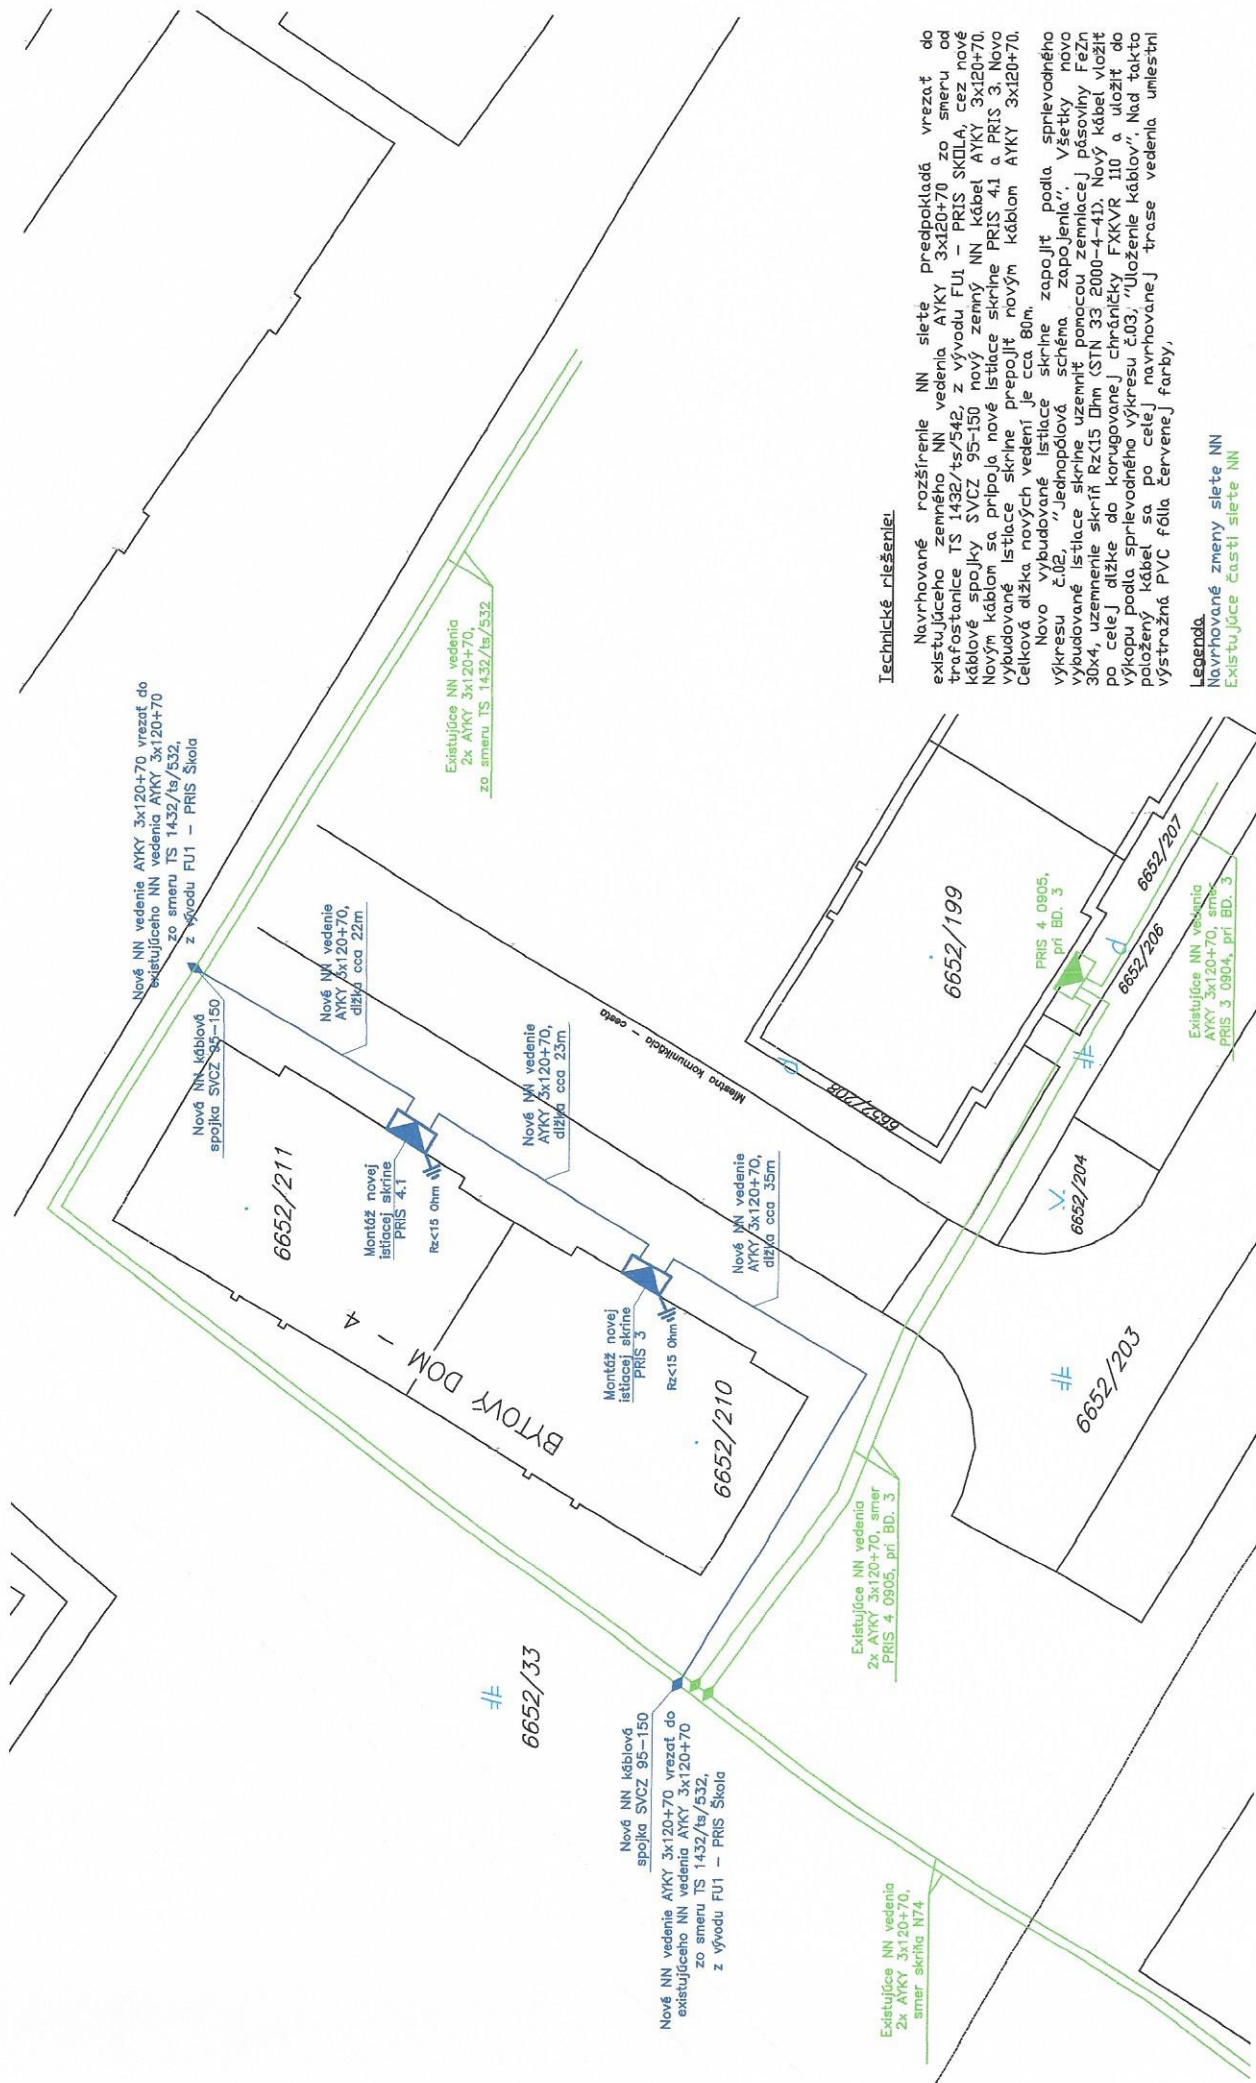 Nové NN vedenie AYKY 3x120+70 vrezať do
existujúceho NN vedenia AYKY 3x120+70
zo smeru TS 1432/ts/532,
z vývodu FU1 – PRIS Škola
Nová NN káblová
spojka SVCZ 95–150
Existujúce NN vedenia
2x AYKY 3x120+70,
zo smeru TS 1432/ts/532
Nové NN vedenie
AYKY 3x120+70,
dĺžka cca 22m
6652/211
Montáž novej
istiacej skrine
PRIS 4.1
Rz<15 Ohm
Nové NN vedenie
AYKY 3x120+70,
dĺžka cca 23m
Miestna komunikácia – cesta
BYTOVÝ DOM – 4
Montáž novej
istiacej skrine
PRIS 3
Rz<15 Ohm
6652/210
Nové NN vedenie
AYKY 3x120+70,
dĺžka cca 35m
6652/33
Nová NN káblová
spojka SVCZ 95–150
Nové NN vedenie AYKY 3x120+70 vrezať do
existujúceho NN vedenia AYKY 3x120+70
zo smeru TS 1432/ts/532,
z vývodu FU1 – PRIS Škola
Existujúce NN vedenia
2x AYKY 3x120+70, smer
PRIS 4 0905, pri BD. 3
Existujúce NN vedenia
2x AYKY 3x120+70,
smer skriňa N74
6652/199
6652/208
PRIS 4 0905,
pri BD. 3
6652/207
6652/206
6652/204
6652/203
Existujúce NN vedenia
AYKY 3x120+70, smer
PRIS 3 0904, pri BD. 3
Technické riešenie:
Navrhované rozšírenie NN siete predpokladá vrezať do
existujúceho zemného NN vedenia AYKY 3x120+70 zo smeru od
trafostanice TS 1432/ts/542, z vývodu FU1 – PRIS ŠKOLA, cez nové
káblové spojky SVCZ 95-150 nový zemný NN kábel AYKY 3x120+70.
Novým káblom sa pripoja nové istiace skrine PRIS 4.1 a PRIS 3. Novo
vybudované istiace skrine prepojiť novým káblom AYKY 3x120+70.
Celková dĺžka nových vedení je cca 80m.
Novo vybudované istiace skrine zapojiť podľa sprievodného
výkresu č.02, "Jednopólová schéma zapojenia". Všetky novo
vybudované istiace skrine uzemniť pomocou zemniacej pásoviny FeZn
30x4, uzemnenie skríň Rz<15 Ohm (STN 33 2000-4-41). Nový kábel vložiť
po celej dĺžke do korugovanej chráničky FXKVR 110 a uložiť do
výkopu podľa sprievodného výkresu č.03, "Uloženie káblov". Nad takto
položený kábel sa po celej navrhovanej trase vedenia umiestni
výstražná PVC fólia červenej farby.
Legenda
Navrhované zmeny siete NN
Existujúce časti siete NN